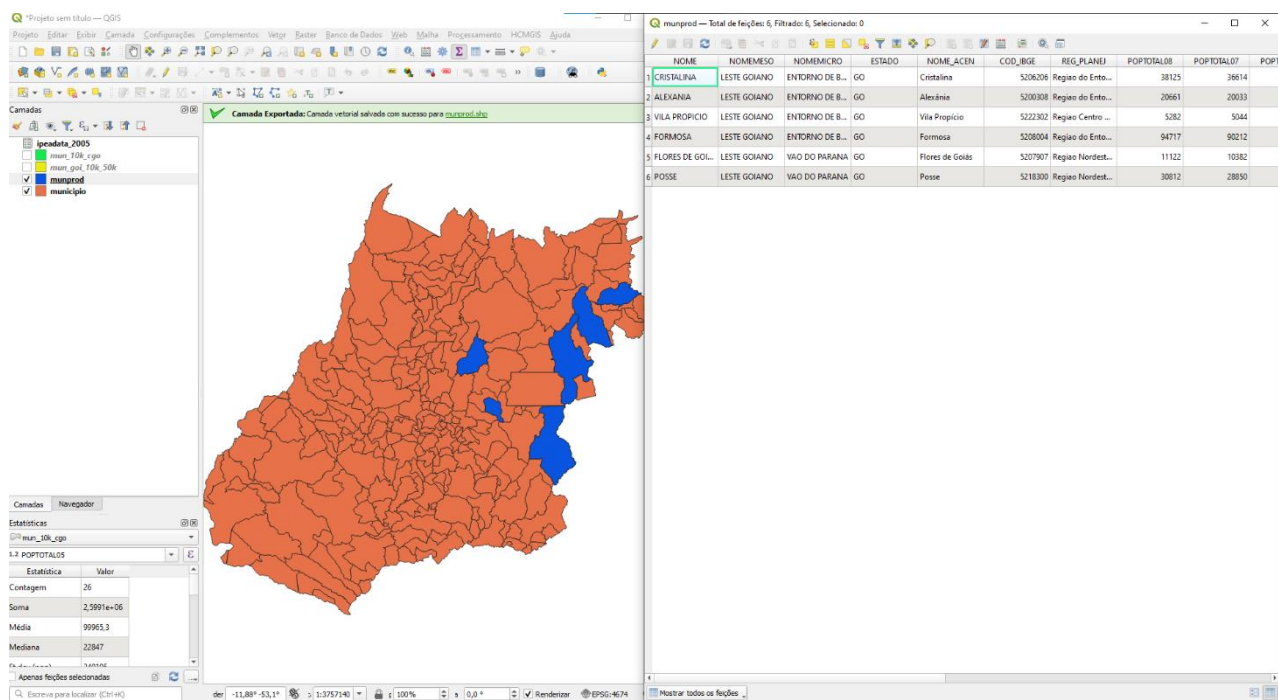 *Projeto sem título — QGIS
Projeto Editar Exibir Camada Configurações Complementos Vetor Raster Banco de Dados Web Malha Processamento HCMGIS Ajuda
Camadas
ipeadata_2005
mun_10k_cgo
mun_goi_10k_50k
munprod
municipio
Camada Exportada: Camada vetorial salvada com sucesso para munprod.shp
Camadas Navegador
Estatísticas
mun_10k_cgo
1.2 POPTOTAL05
Estatística Valor
Contagem 26
Soma 2,5991e+06
Média 99965,3
Mediana 22847
Apenas feições selecionadas
Escreva para localizar (Ctrl+K)
der -11,88° -53,1° 1:3757140 100% 0,0 ° Renderizar EPSG:4674
munprod — Total de feições: 6, Filtrado: 6, Selecionado: 0
NOME NOMEMESO NOMEMICRO ESTADO NOME_ACEN COD_IBGE REG_PLANEJ POPTOTAL08 POPTOTAL07 POPT
1 CRISTALINA LESTE GOIANO ENTORNO DE B... GO Cristalina 5206206 Regiao do Ento... 38125 36614
2 ALEXANIA LESTE GOIANO ENTORNO DE B... GO Alexânia 5200308 Regiao do Ento... 20661 20033
3 VILA PROPICIO LESTE GOIANO ENTORNO DE B... GO Vila Propício 5222302 Regiao Centro ... 5282 5044
4 FORMOSA LESTE GOIANO ENTORNO DE B... GO Formosa 5208004 Regiao do Ento... 94717 90212
5 FLORES DE GOI... LESTE GOIANO VAO DO PARANA GO Flores de Goiás 5207907 Regiao Nordest... 11122 10382
6 POSSE LESTE GOIANO VAO DO PARANA GO Posse 5218300 Regiao Nordest... 30812 28850
Mostrar todos os feições